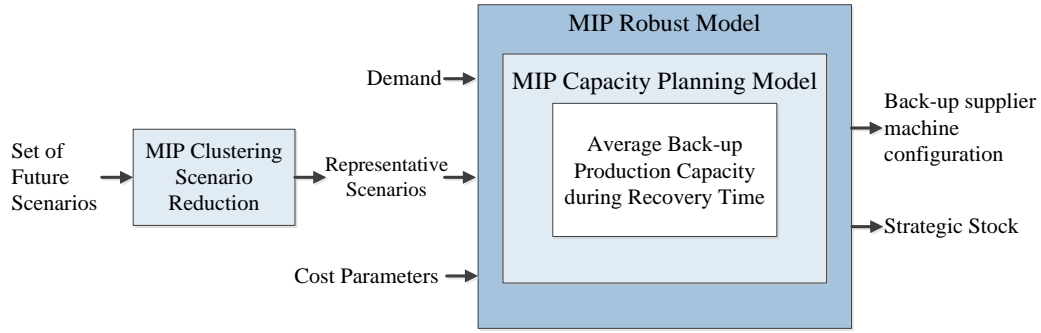 Set of
Future
Scenarios
MIP Clustering
Scenario
Reduction
Representative
Scenarios
Demand
Cost Parameters
MIP Robust Model
MIP Capacity Planning Model
Average Back-up
Production Capacity
during Recovery Time
Back-up supplier
machine
configuration
Strategic Stock